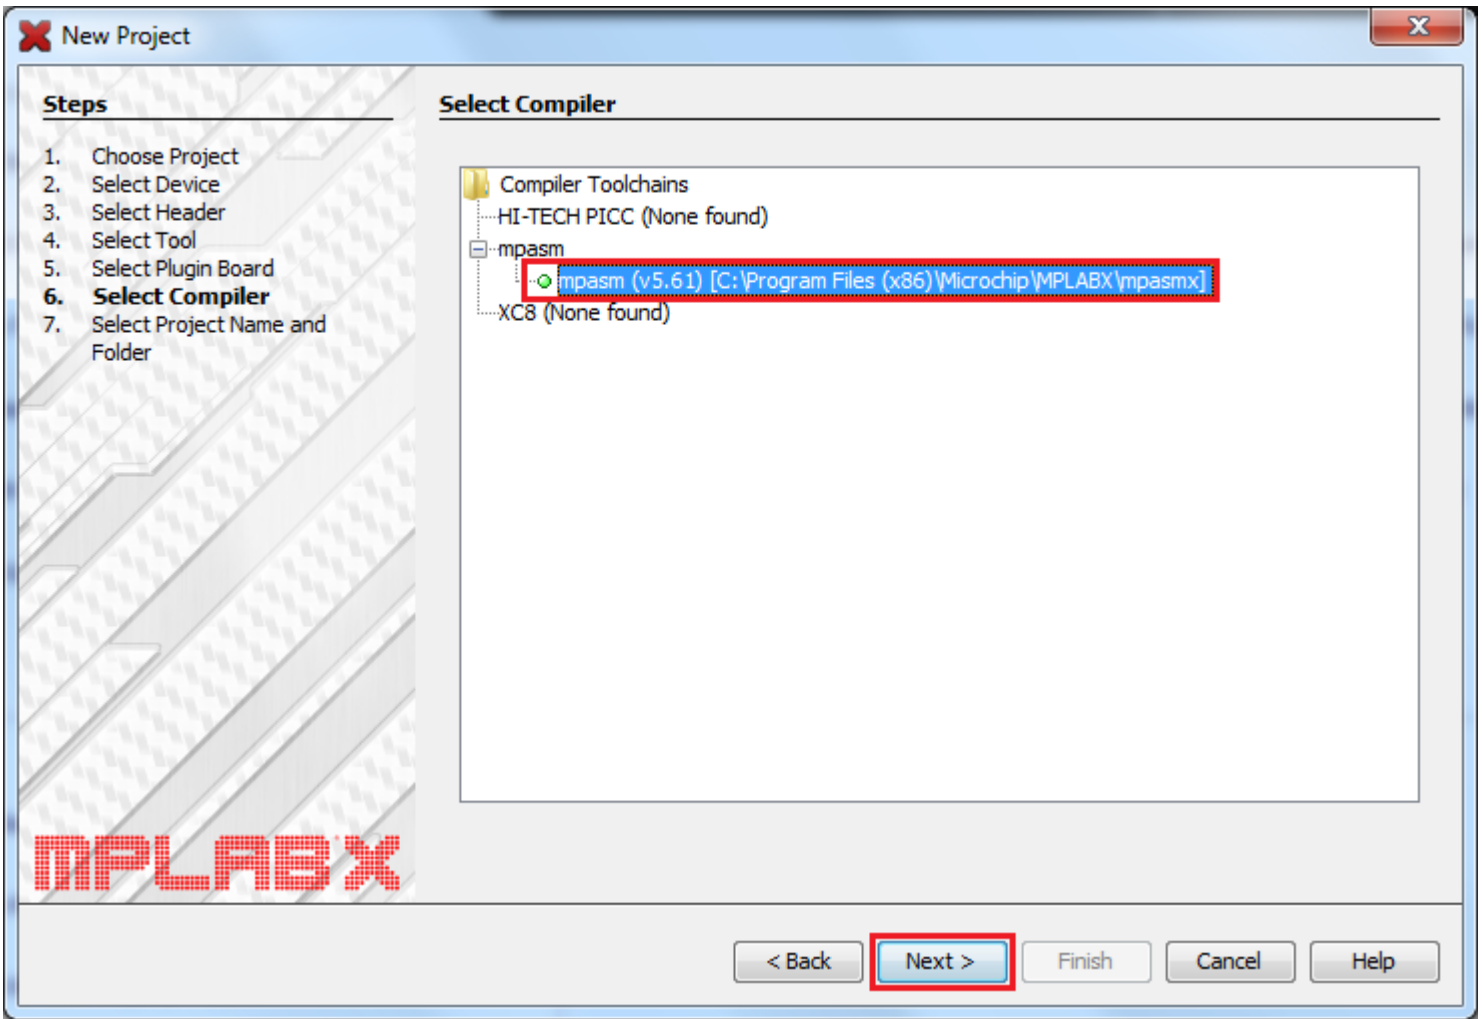 New Project
Steps
1. Choose Project
2. Select Device
3. Select Header
4. Select Tool
5. Select Plugin Board
6. Select Compiler
7. Select Project Name and
Folder
MPLAB X
Select Compiler
Compiler Toolchains
HI-TECH PICC (None found)
mpasm
mpasm (v5.61) [C:\Program Files (x86)\Microchip\MPLABX\mpasmx]
XC8 (None found)
< Back
Next >
Finish
Cancel
Help